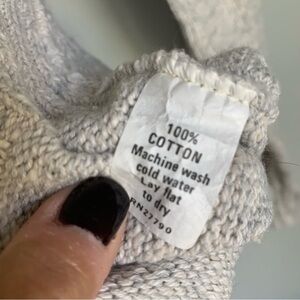 100%
COTTON
Machine wash
cold water
Lay flat
to dry
RN27790